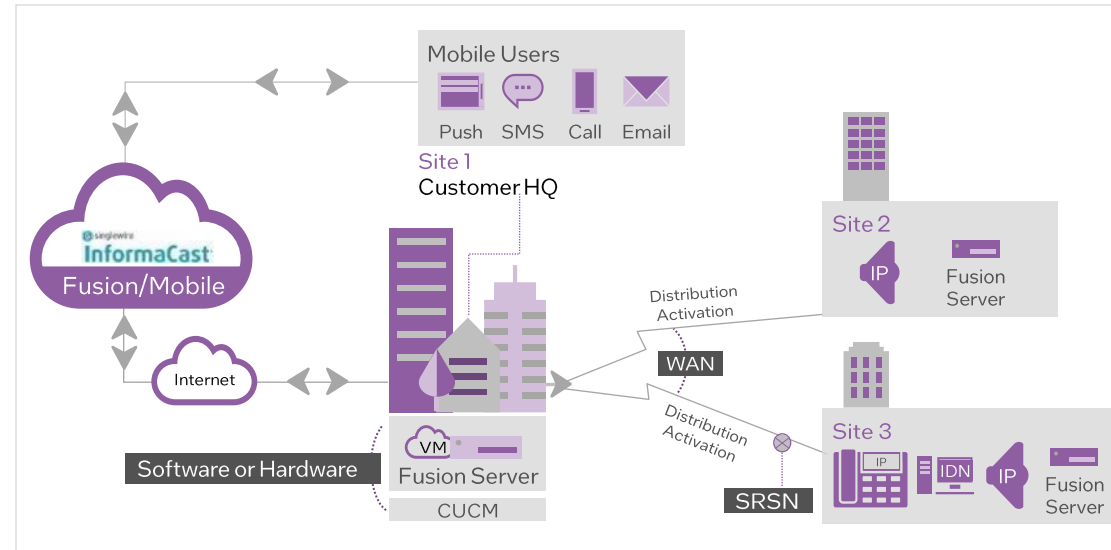 Mobile Users
Push
SMS
Call
Email
Site 1
Customer HQ
singlewire
InformaCast
Fusion/Mobile
Internet
VM
Fusion Server
Software or Hardware
CUCM
Distribution
Activation
WAN
Distribution
Activation
SRSN
Site 2
IP
Fusion
Server
Site 3
IP
IDN
IP
Fusion
Server